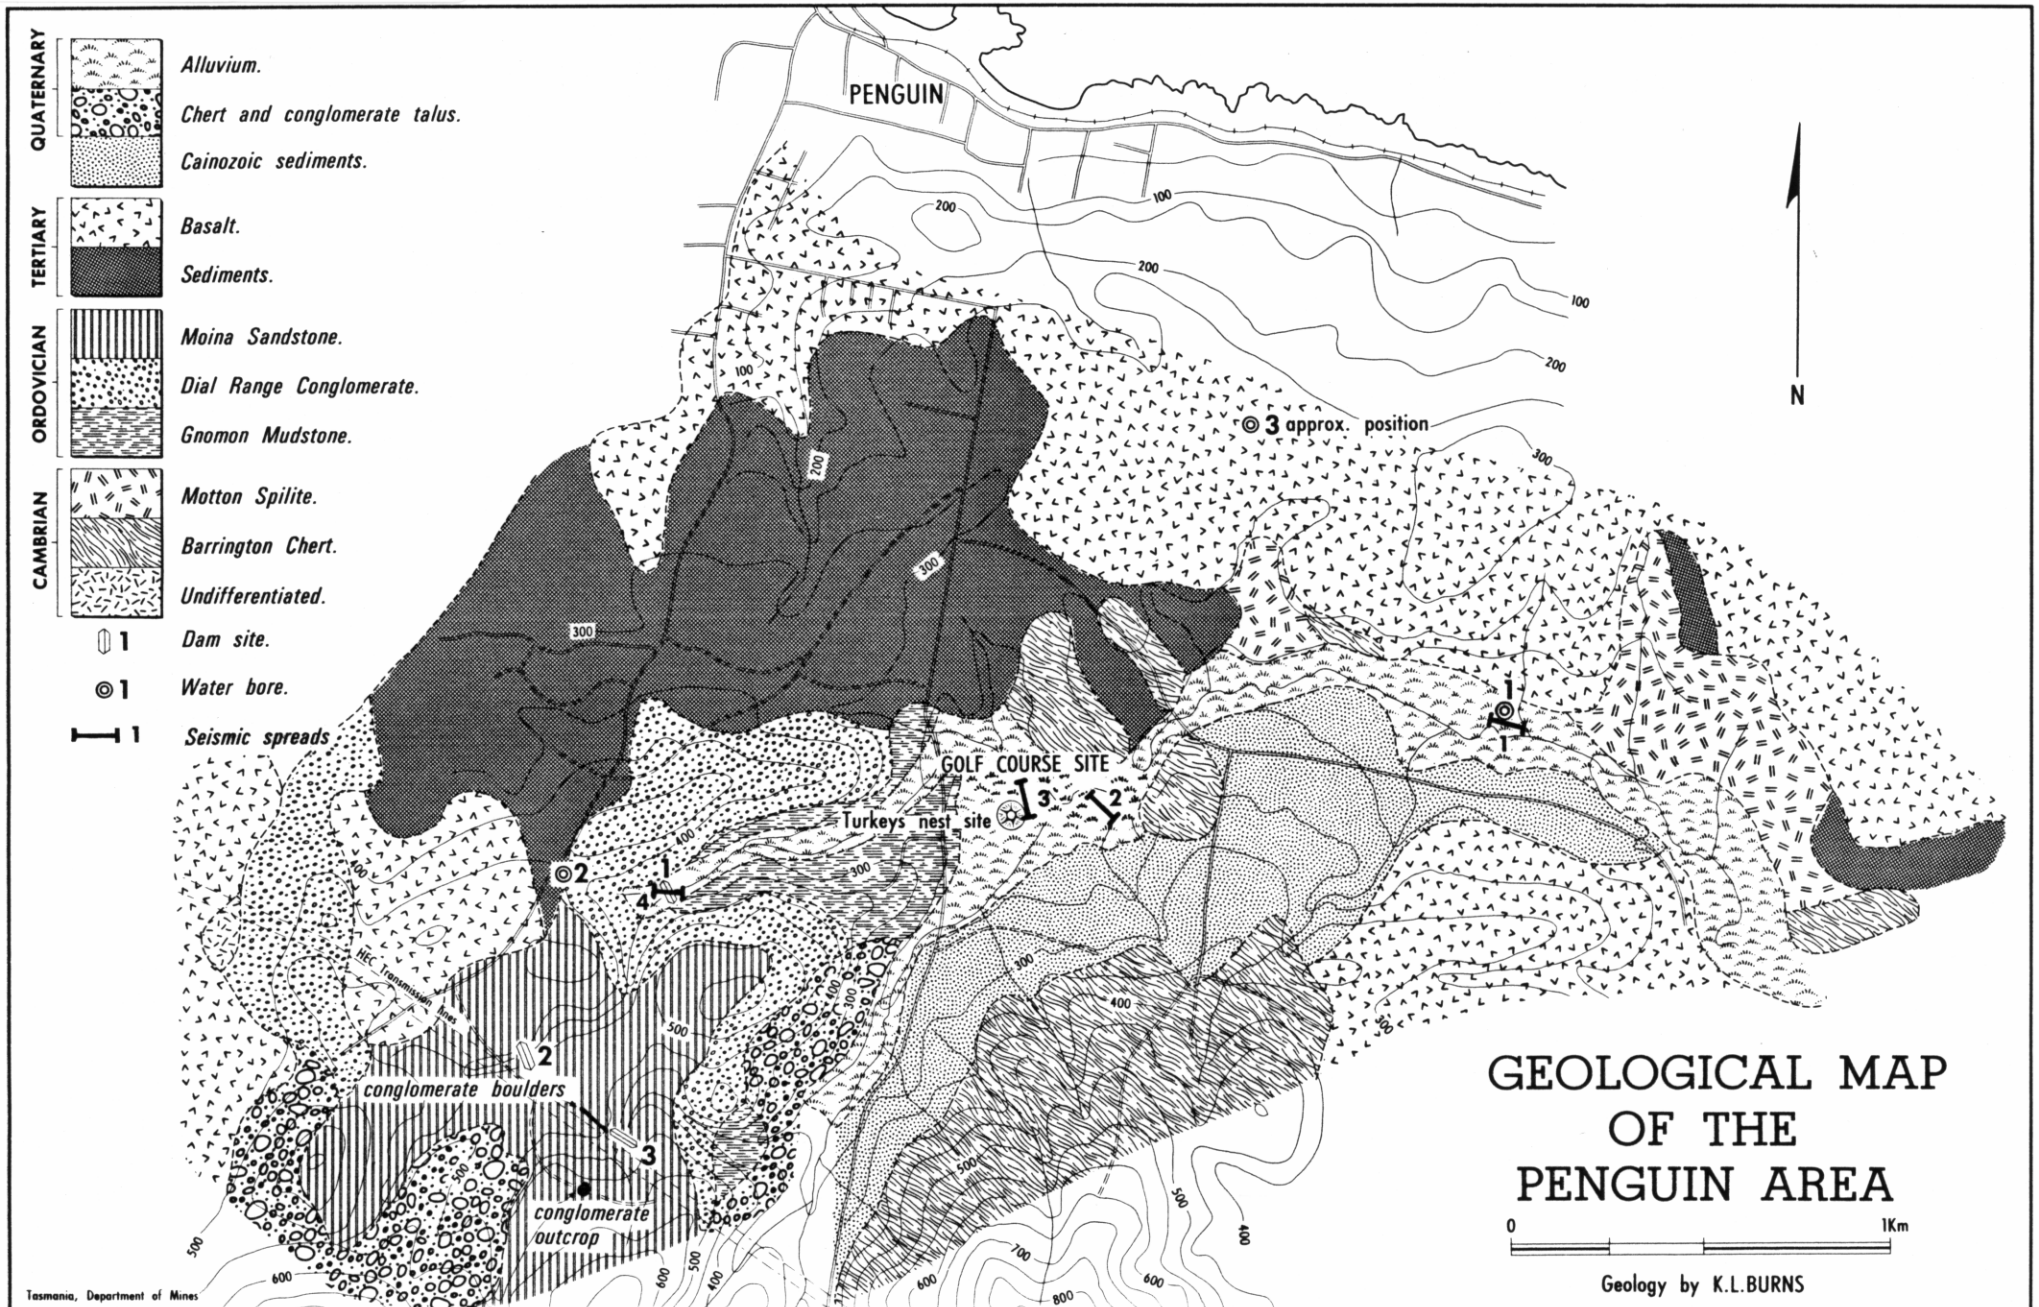 QUATERNARY
Alluvium.
Chert and conglomerate talus.
Cainozoic sediments.
TERTIARY
Basalt.
Sediments.
ORDOVICIAN
Moina Sandstone.
Dial Range Conglomerate.
Gnomon Mudstone.
CAMBRIAN
Motton Spilite.
Barrington Chert.
Undifferentiated.
1 Dam site.
1 Water bore.
1 Seismic spreads
PENGUIN
100
200
200
100
200
100
N
3 approx. position
300
200
300
300
1
1
GOLF COURSE SITE
3
2
Turkeys nest site
400
300
2
1
4
400
HEC Transmission lines
300
400
300
400
500
300
2
conglomerate boulders
3
500
500
conglomerate
outcrop
500
600
600
500
400
600
700
800
600
500
400
GEOLOGICAL MAP
OF THE
PENGUIN AREA
0 1Km
Geology by K.L.BURNS
Tasmania, Department of Mines